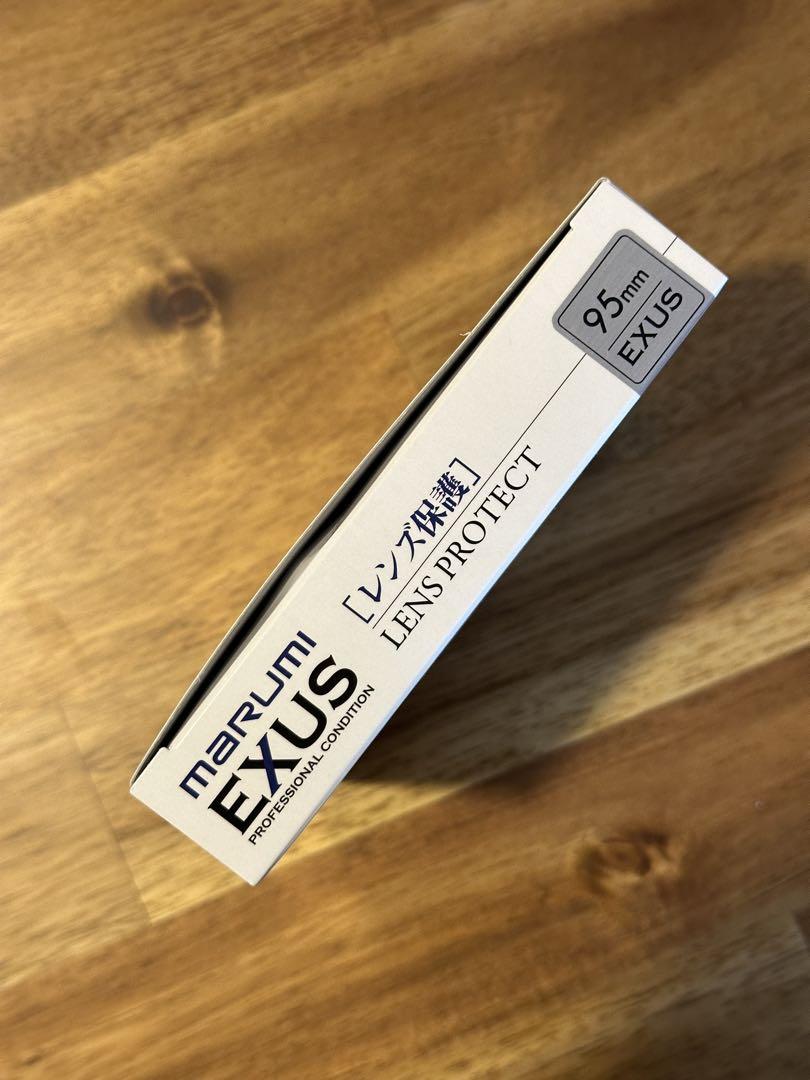 marumi
EXUS
PROFESSIONAL CONDITION
[レンズ保護]
LENS PROTECT
95mm
EXUS